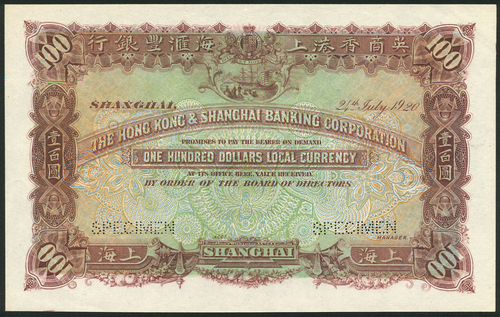 100 行銀豐滙海上港香商英 100
SHANGHAI, 24th July, 1920
THE HONG KONG & SHANGHAI BANKING CORPORATION
PROMISES TO PAY THE BEARER ON DEMAND
壹百圓 ONE HUNDRED DOLLARS LOCAL CURRENCY 壹百圓
AT ITS OFFICE HERE, VALUE RECEIVED.
BY ORDER OF THE BOARD OF DIRECTORS
SPECIMEN SPECIMEN
MANAGER
海上 SHANGHAI 海上
100 100